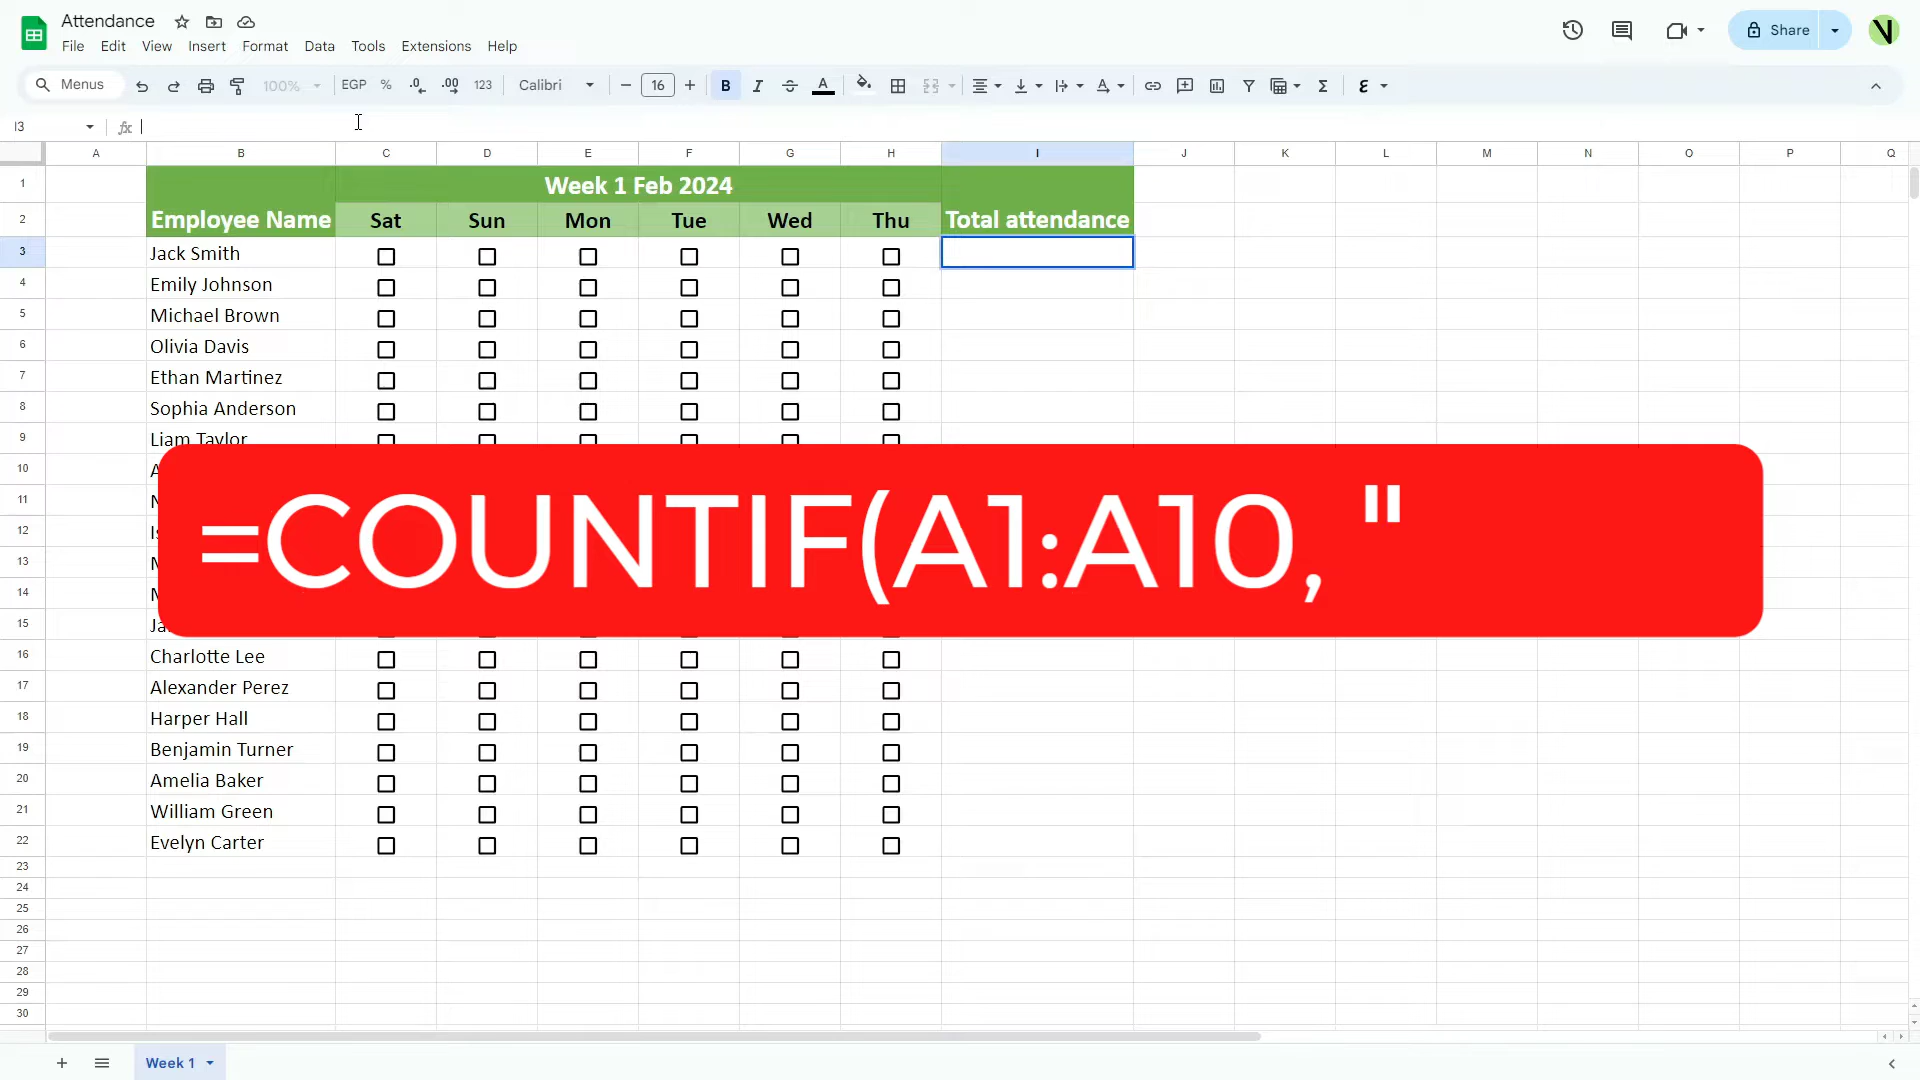 Attendance
File Edit View Insert Format Data Tools Extensions Help
Share
Menus 100% EGP % .0 .00 123 Calibri 16 B I A Σ
I3 fx
A B C D E F G H I J K L M N O P Q
1 Week 1 Feb 2024
2 Employee Name Sat Sun Mon Tue Wed Thu Total attendance
3 Jack Smith
4 Emily Johnson
5 Michael Brown
6 Olivia Davis
7 Ethan Martinez
8 Sophia Anderson
9 Liam Taylor
10
11
12
13
14
15
=COUNTIF(A1:A10, "
16 Charlotte Lee
17 Alexander Perez
18 Harper Hall
19 Benjamin Turner
20 Amelia Baker
21 William Green
22 Evelyn Carter
23
24
25
26
27
28
29
30
Week 1